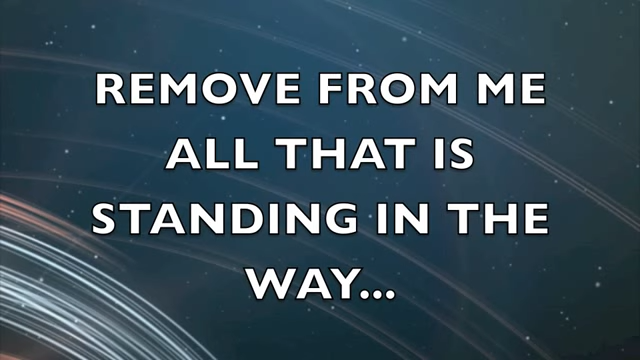 REMOVE FROM ME
ALL THAT IS
STANDING IN THE
WAY...